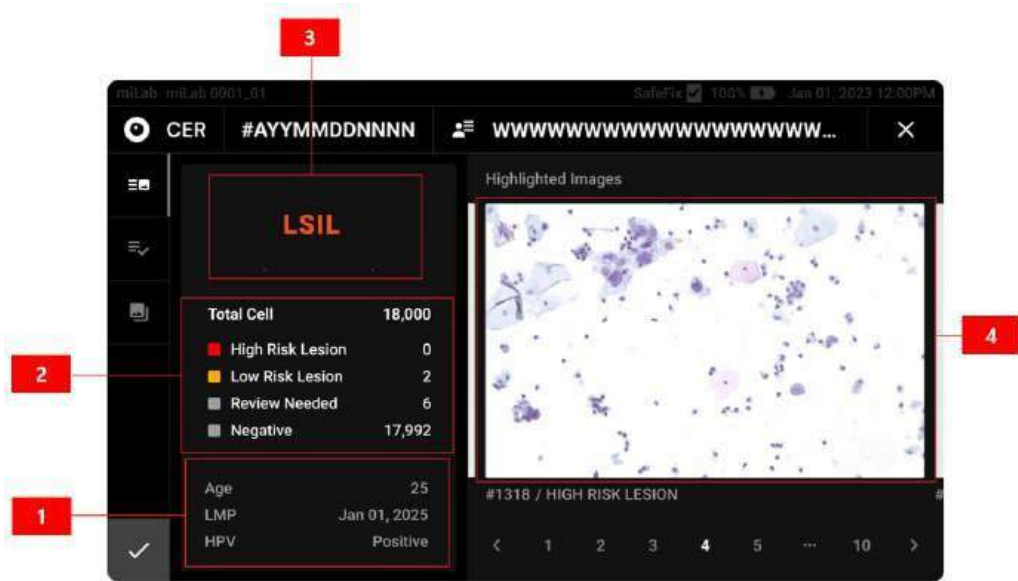 3
miLab miLab 0001_01 SafeFix 100% Jan 01, 2023 12:00PM
CER #AYYMMDDNNNN WWWWWWWWWWWWWWWWWW...
Highlighted Images
LSIL
Total Cell 18,000
High Risk Lesion 0
Low Risk Lesion 2
Review Needed 6
Negative 17,992
2
4
Age 25
LMP Jan 01, 2025
HPV Positive
1
#1318 / HIGH RISK LESION #
< 1 2 3 4 5 ... 10 >